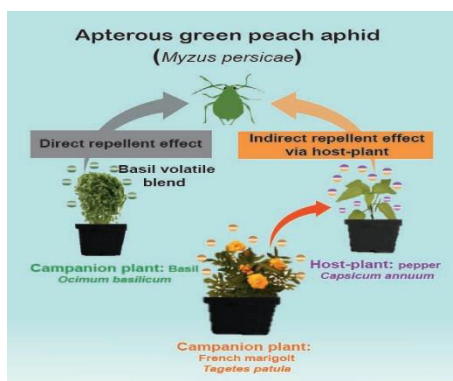 Apterous green peach aphid
(Myzus persicae)
Direct repellent effect
Indirect repellent effect
via host-plant
Basil volatile
blend
Campanion plant: Basil
Ocimum basilicum
Host-plant: pepper
Capsicum annuum
Campanion plant:
French marigolt
Tagetes patula